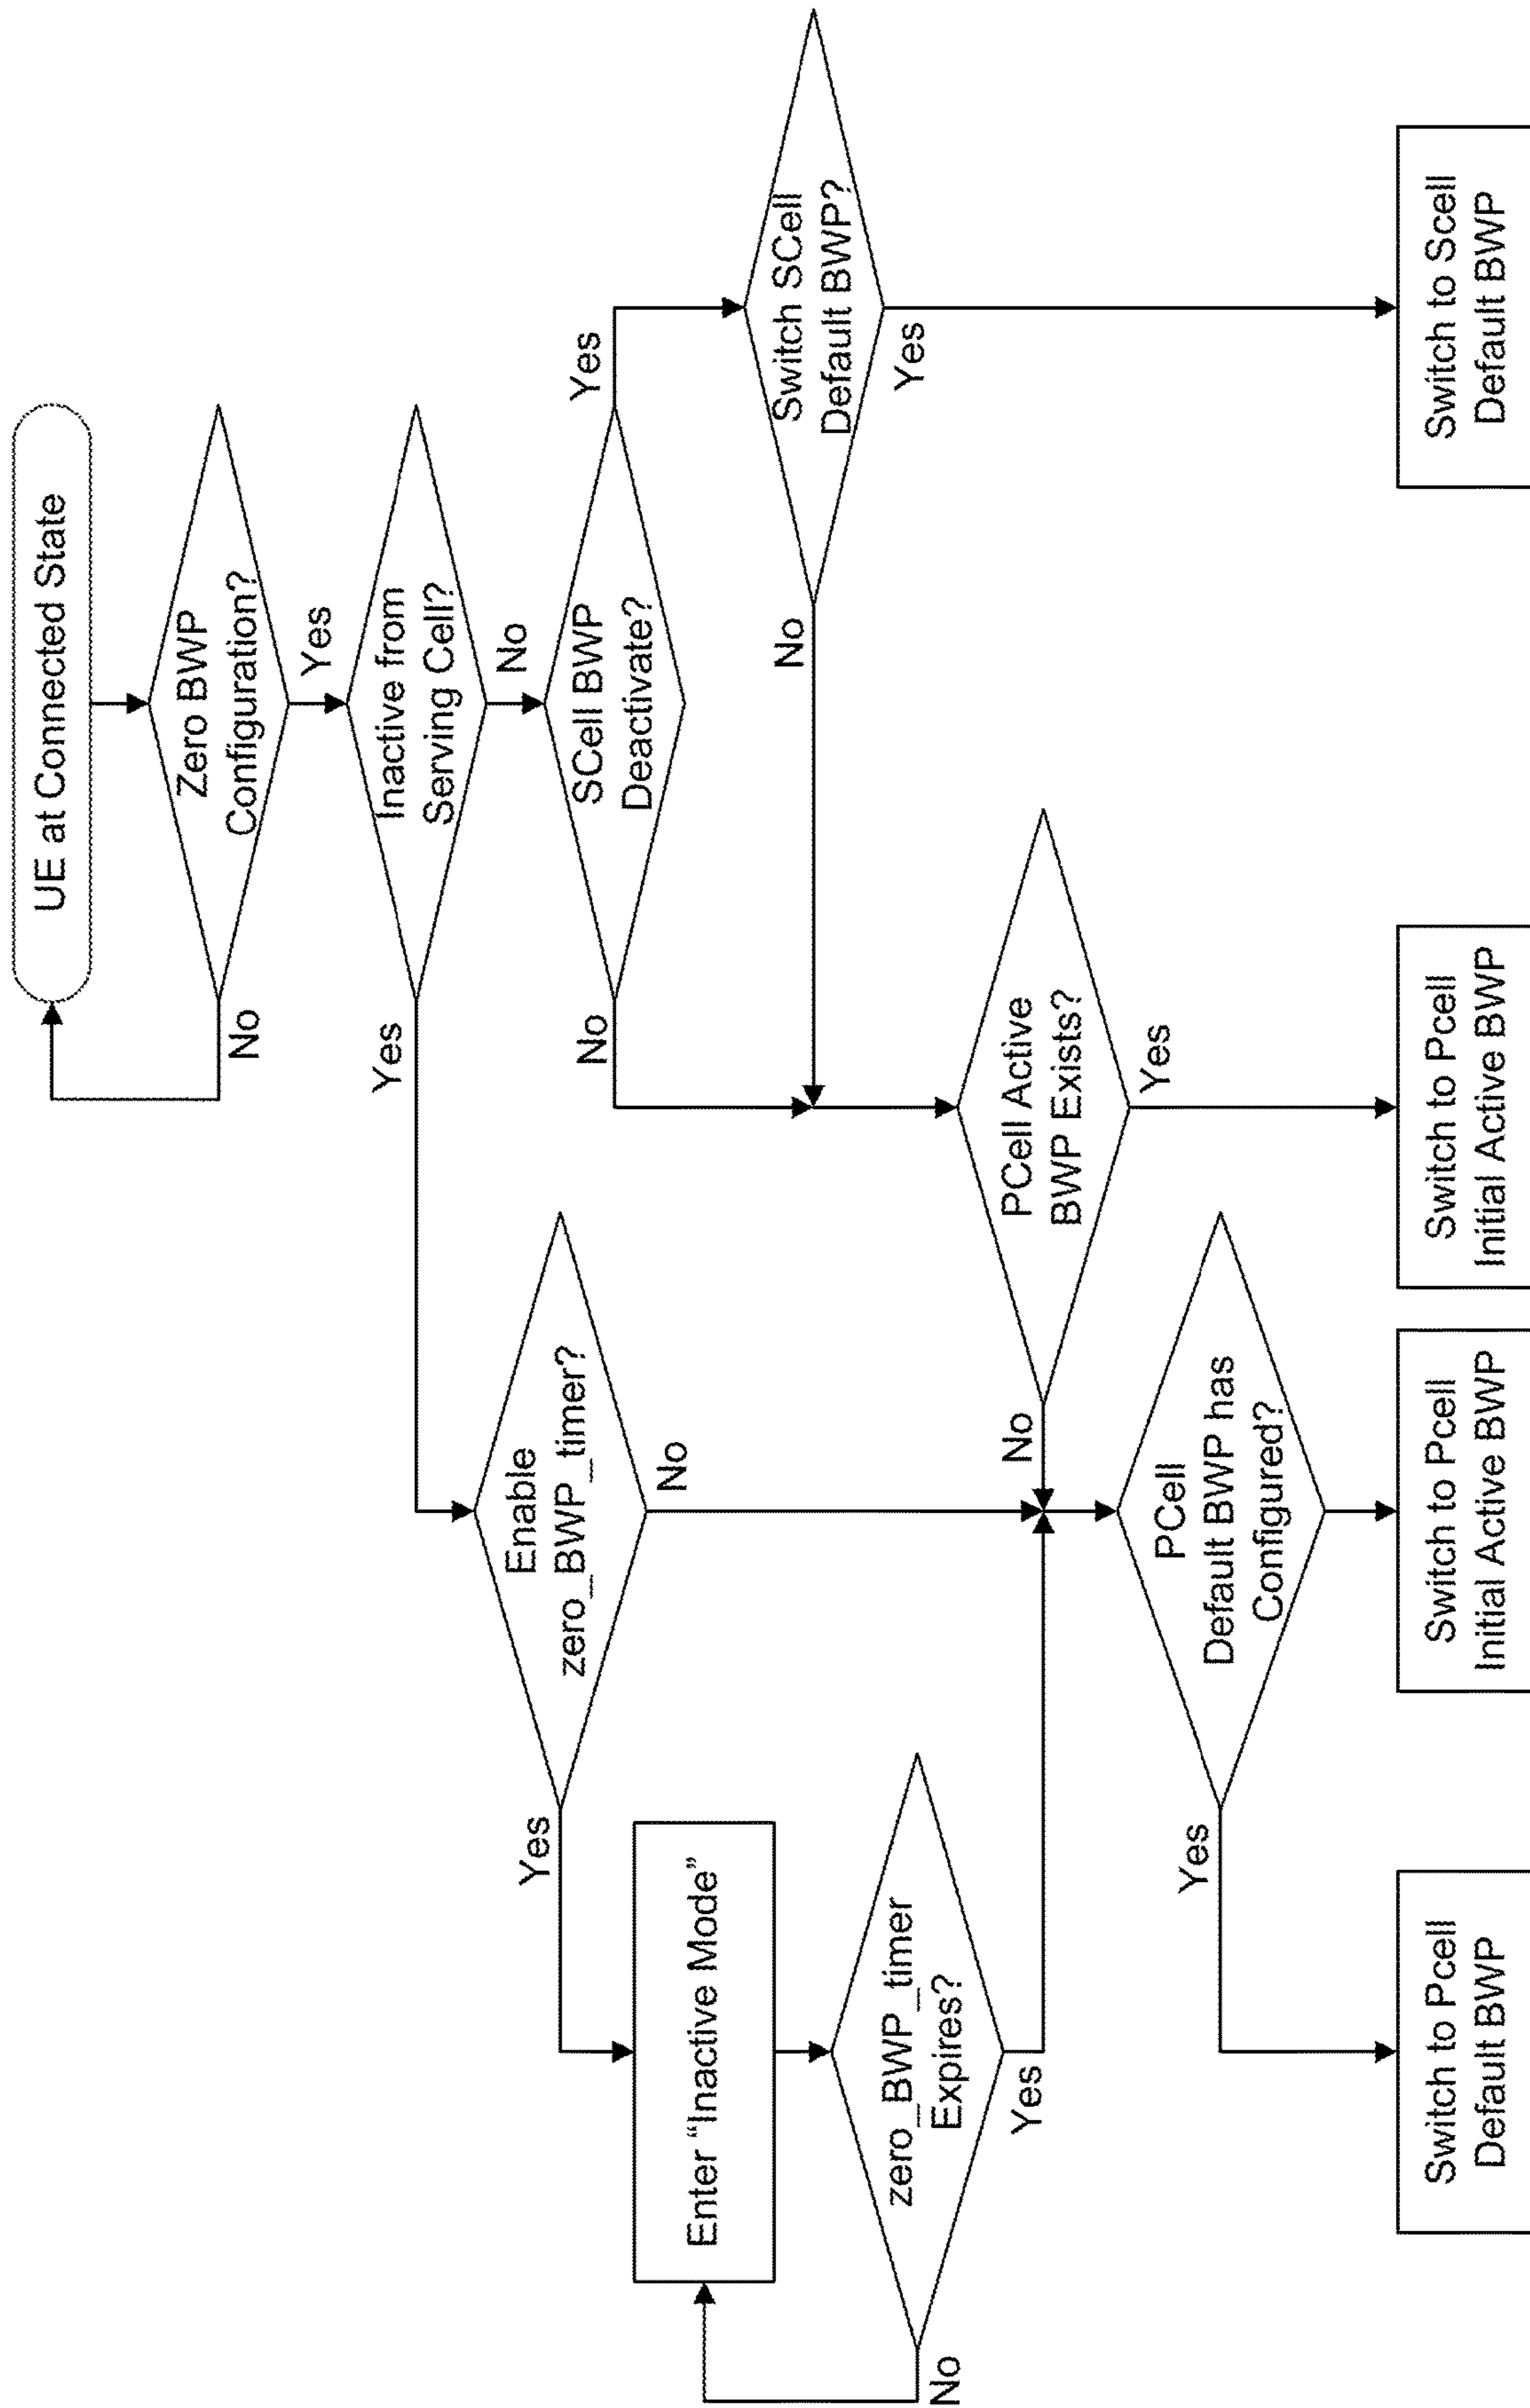 UE at Connected State
Zero BWP
Configuration?
No
Yes
Inactive from
Serving Cell?
Yes
No
SCell BWP
Deactivate?
No
Yes
Enable
zero_BWP_timer?
Yes
No
Switch SCell
Default BWP?
No
Yes
Enter “Inactive Mode”
zero_BWP_timer
Expires?
No
Yes
PCell Active
BWP Exists?
No
Yes
PCell
Default BWP has
Configured?
Yes
Switch to Pcell
Default BWP
Switch to Pcell
Initial Active BWP
Switch to Pcell
Initial Active BWP
Switch to Scell
Default BWP